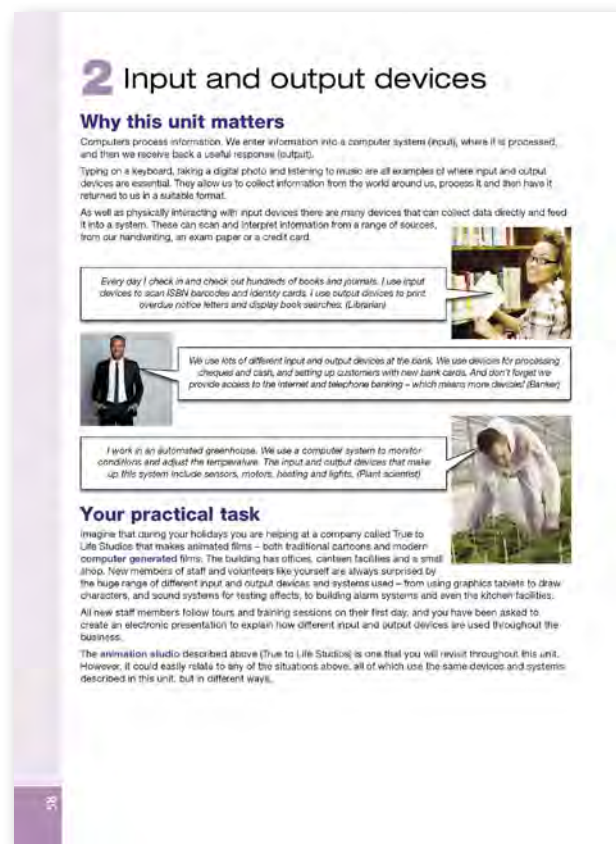 2 Input and output devices
Why this unit matters
Computers process information. We enter information into a computer system (input), where it is processed,
and then we receive back a useful response (output).
Typing on a keyboard, taking a digital photo and listening to music are all examples of where input and output
devices are essential. They allow us to collect information from the world around us, process it and then have it
returned to us in a suitable format.
As well as physically interacting with input devices there are many devices that can collect data directly and feed
it into a system. These can scan and interpret information from a range of sources,
from our handwriting, an exam paper or a credit card.
Every day I check in and check out hundreds of books and journals. I use input
devices to scan ISBN barcodes and identity cards. I use output devices to print
overdue notice letters and display book searches. (Librarian)
We use lots of different input and output devices at the bank. We use devices for processing
cheques and cash, and setting up customers with new bank cards. And don't forget we
provide access to the internet and telephone banking – which means more devices! (Banker)
I work in an automated greenhouse. We use a computer system to monitor
conditions and adjust the temperature. The input and output devices that make
up this system include sensors, motors, heating and lights. (Plant scientist)
Your practical task
Imagine that during your holidays you are helping at a company called True to
Life Studios that makes animated films – both traditional cartoons and modern
computer generated films. The building has offices, canteen facilities and a small
shop. New members of staff and volunteers like yourself are always surprised by
the huge range of different input and output devices and systems used – from using graphics tablets to draw
characters, and sound systems for testing effects, to building alarm systems and even the kitchen facilities.
All new staff members follow tours and training sessions on their first day, and you have been asked to
create an electronic presentation to explain how different input and output devices are used throughout the
business.
The animation studio described above (True to Life Studios) is one that you will revisit throughout this unit.
However, it could easily relate to any of the situations above, all of which use the same devices and systems
described in this unit, but in different ways.
58